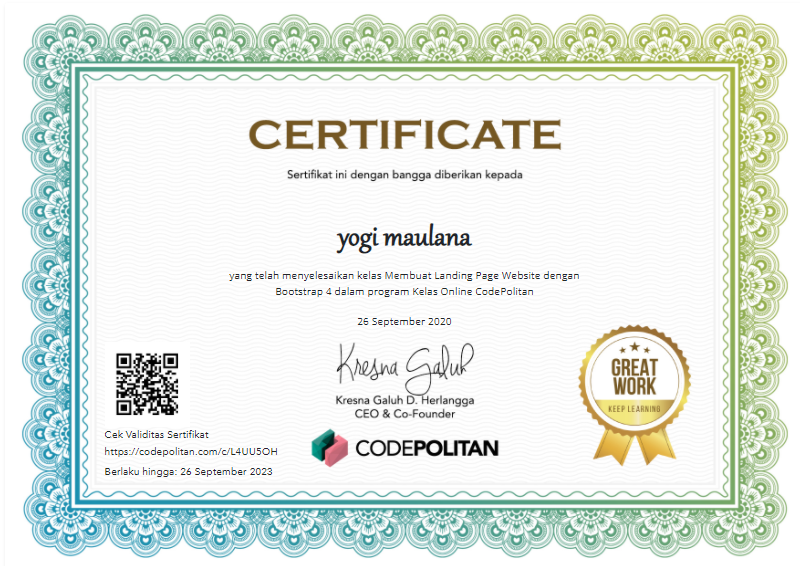 CERTIFICATE
Sertifikat ini dengan bangga diberikan kepada
yogi maulana
yang telah menyelesaikan kelas Membuat Landing Page Website dengan
Bootstrap 4 dalam program Kelas Online CodePolitan
26 September 2020
Kresna Galuh
Kresna Galuh D. Herlangga
CEO & Co-Founder
CODEPOLITAN
GREAT
WORK
KEEP LEARNING
Cek Validitas Sertifikat
https://codepolitan.com/c/L4UU5OH
Berlaku hingga: 26 September 2023